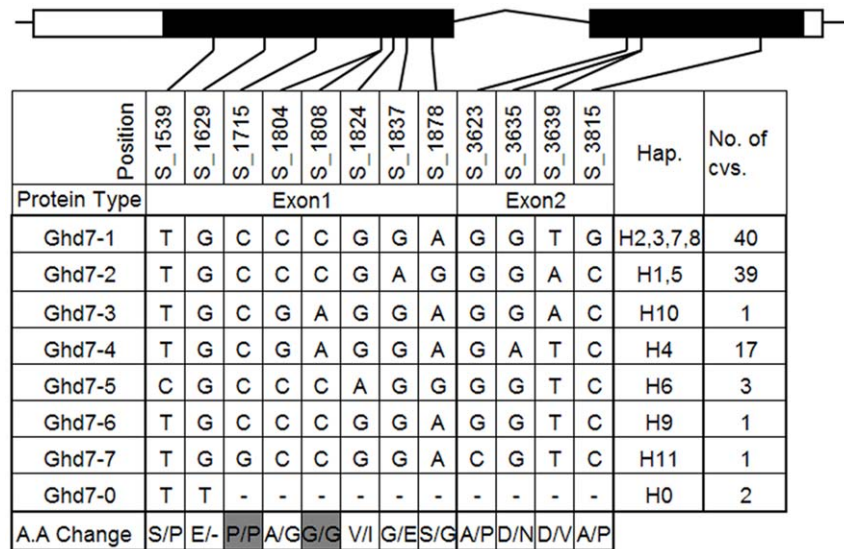 Position S_1539 S_1629 S_1715 S_1804 S_1808 S_1824 S_1837 S_1878 S_3623 S_3635 S_3639 S_3815 Hap. No. of cvs.
Protein Type Exon1 Exon2
Ghd7-1 T G C C C G G A G G T G H2,3,7,8 40
Ghd7-2 T G C C C G A G G G A C H1,5 39
Ghd7-3 T G C G A G G A G G A C H10 1
Ghd7-4 T G C G A G G A G A T C H4 17
Ghd7-5 C G C C C A G G G G T C H6 3
Ghd7-6 T G C C C G G A G G T C H9 1
Ghd7-7 T G G C C G G A C G T C H11 1
Ghd7-0 T T - - - - - - - - - - H0 2
A.A Change S/P E/- P/P A/G G/G V/I G/E S/G A/P D/N D/V A/P